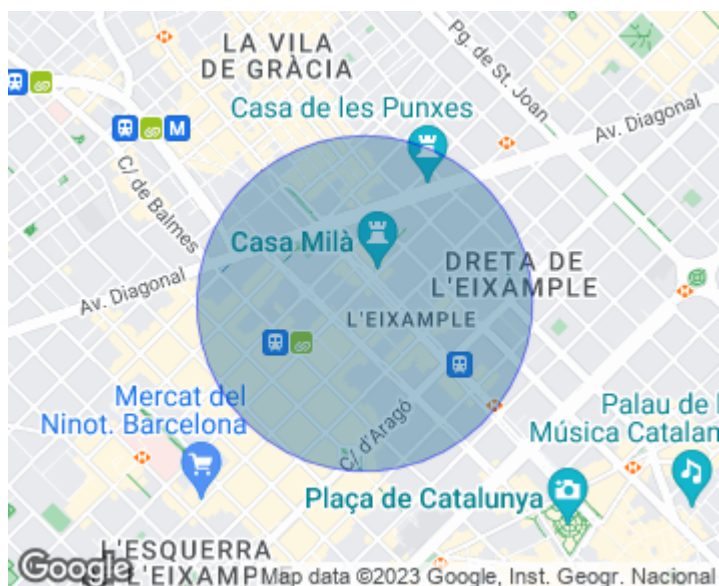 LA VILA
DE GRÀCIA
Pg. de St. Joan
Casa de les Punxes
Av. Diagonal
M
C/ de Balmes
Casa Milà
DRETA DE
L'EIXAMPLE
Av. Diagonal
L'EIXAMPLE
Mercat del
Ninot. Barcelona
C/ d'Aragó
Palau de l
Música Catalan
Plaça de Catalunya
L'ESQUERRA
L'EIXAMPLE
Google
Map data ©2023 Google, Inst. Geogr. Nacional